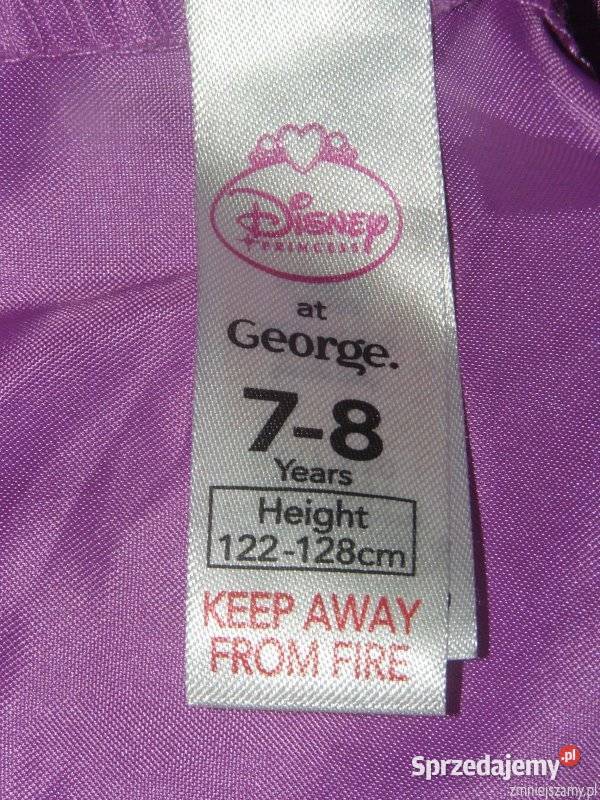 Disney
PRINCESS
at
George.
7-8
Years
Height
122-128cm
KEEP AWAY
FROM FIRE
Sprzedajemy.pl
zmniejszamy.pl